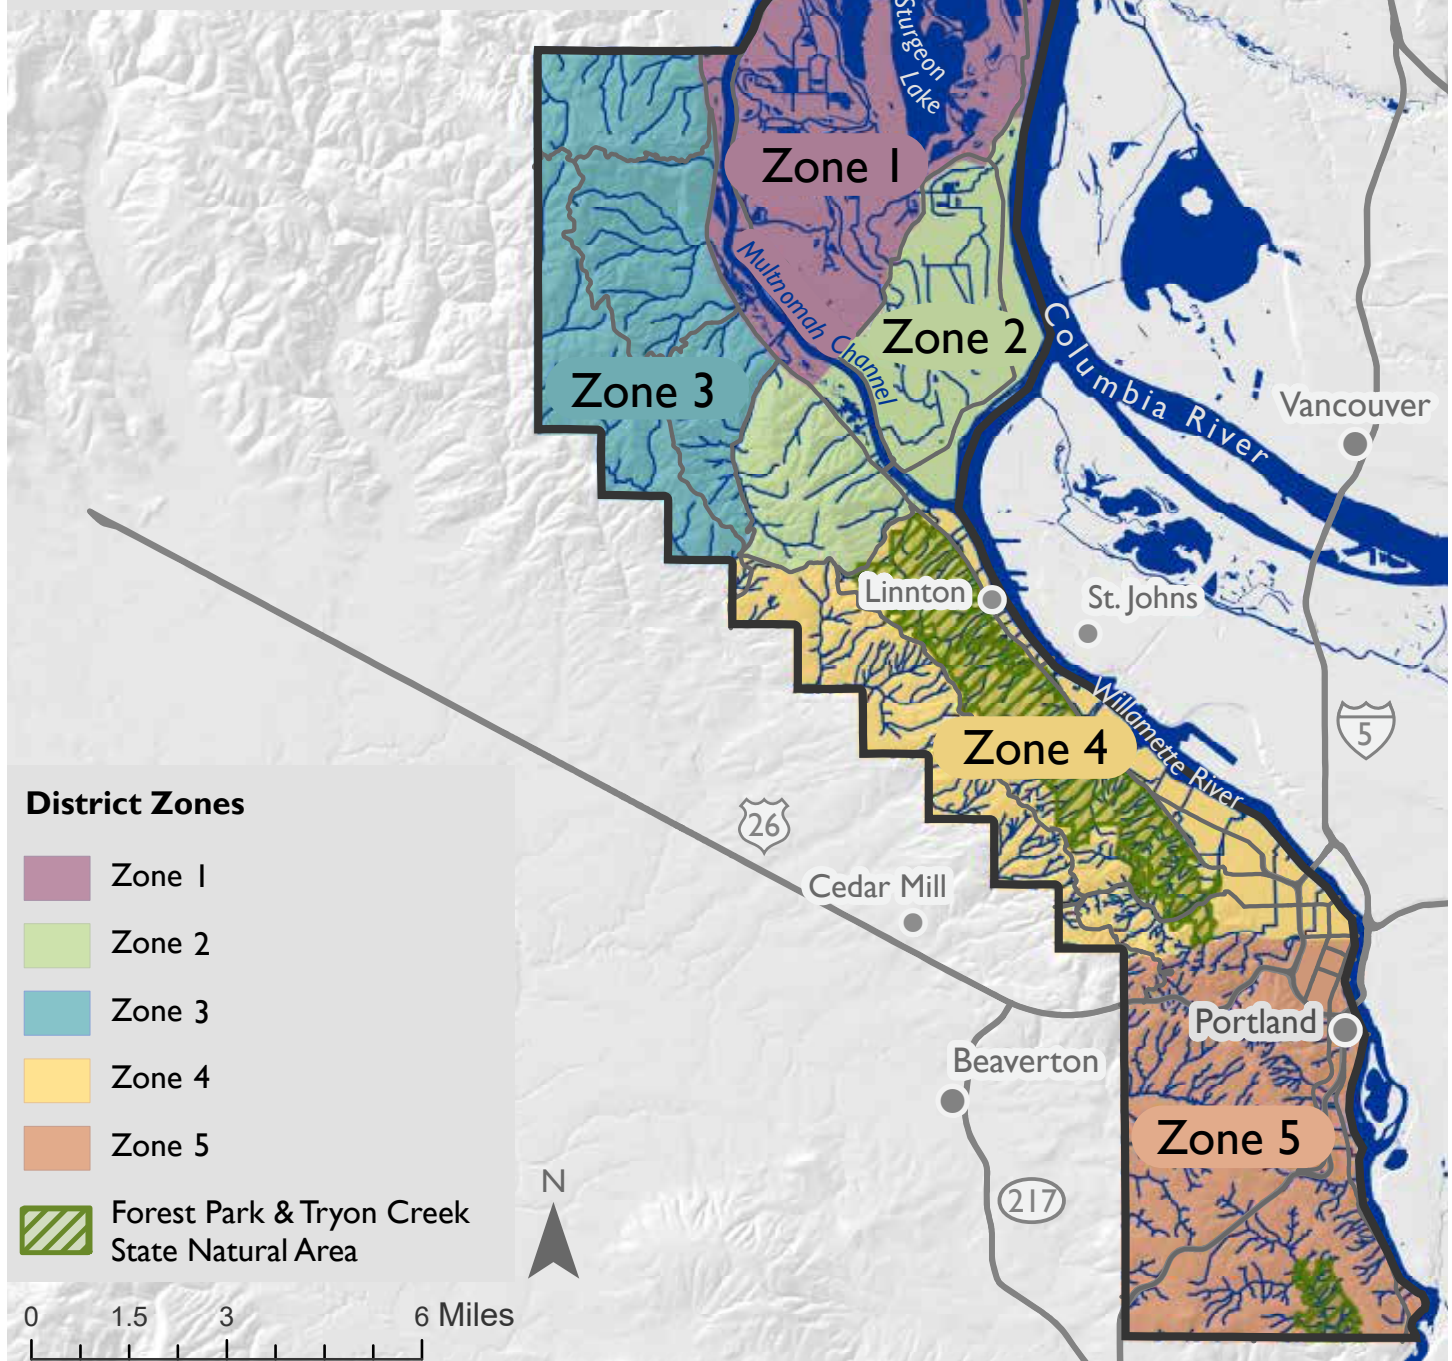 Sturgeon
Lake
Zone 1
Multnomah Channel
Zone 2
Columbia River
Zone 3
Vancouver
Linnton
St. Johns
Willamette River
5
Zone 4
26
Cedar Mill
Portland
Beaverton
Zone 5
217
District Zones
Zone 1
Zone 2
Zone 3
Zone 4
Zone 5
Forest Park & Tryon Creek
State Natural Area
N
0 1.5 3 6 Miles